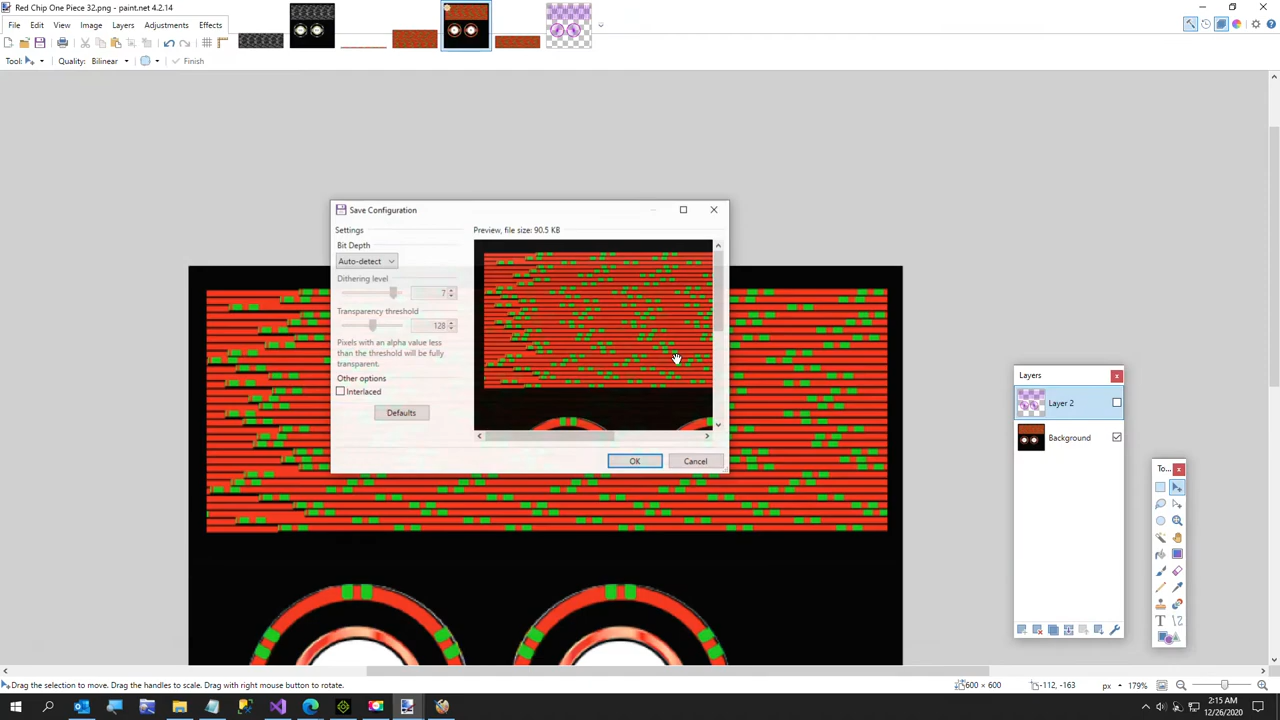 Red Chip One Piece 32.png - paint.net 4.2.14
File Edit View Image Layers Adjustments Effects
Tool: Quality: Bilinear Finish
Save Configuration
Settings
Preview, file size: 90.5 KB
Bit Depth
Auto-detect
Dithering level
7
Transparency threshold
128
Pixels with an alpha value less
than the threshold will be fully
transparent.
Other options
Interlaced
Defaults
OK Cancel
Layers
Layer 2
Background
To...
Drag the selection to move. Drag the handles to scale. Drag with right mouse button to rotate.
600 × 600
-112, -163
px
179%
2:15 AM
12/26/2020